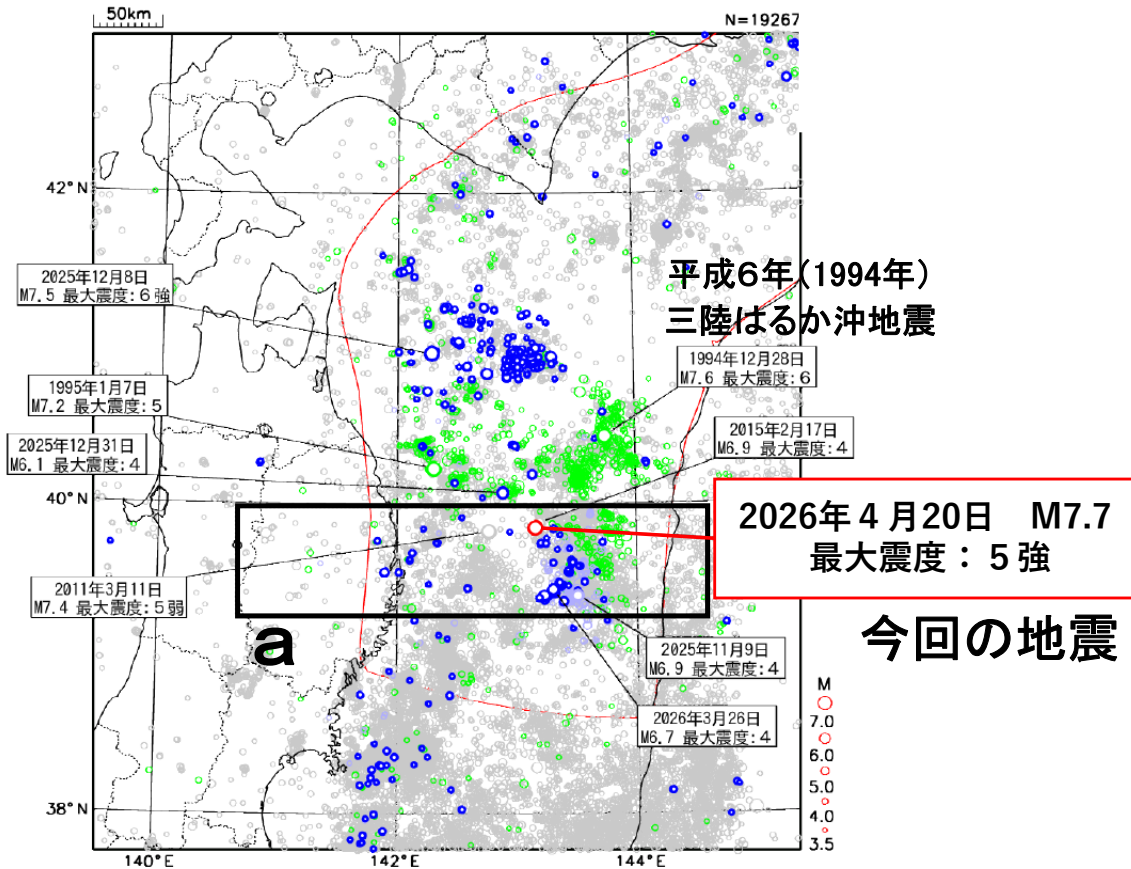 50km
N=19267
42°N
平成６年(1994年)
三陸はるか沖地震
2025年12月8日
M7.5 最大震度:６強
1994年12月28日
M7.6 最大震度:６
1995年1月7日
M7.2 最大震度:５
2015年2月17日
M6.9 最大震度:４
2025年12月31日
M6.1 最大震度:４
40°N
2026年４月20日　M7.7
最大震度：５強
2011年3月11日
M7.4 最大震度:５弱
a
今回の地震
2025年11月9日
M6.9 最大震度:４
2026年3月26日
M6.7 最大震度:４
M
7.0
6.0
5.0
4.0
3.5
38°N
140°E
142°E
144°E